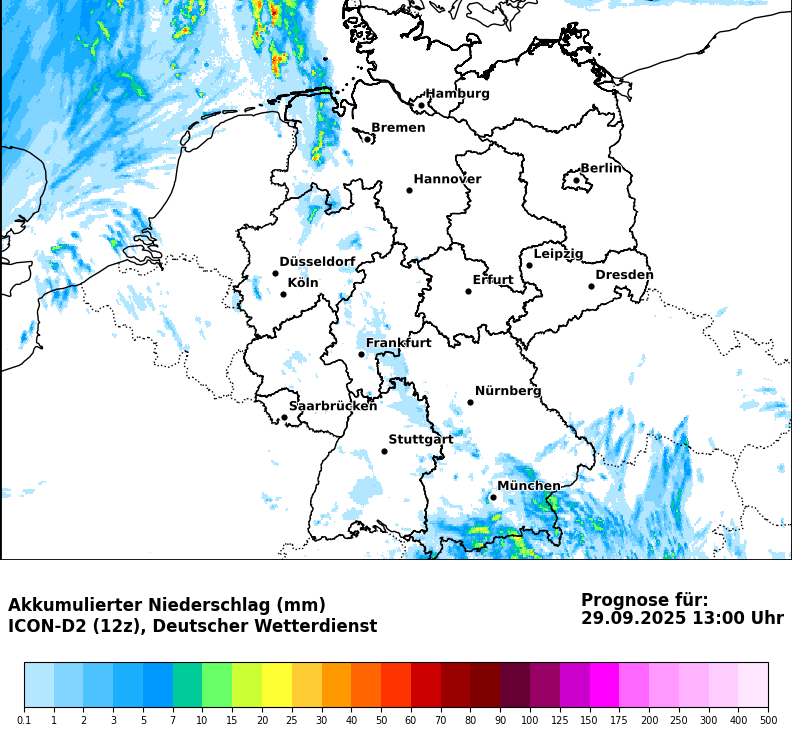 Hamburg
Bremen
Berlin
Hannover
Leipzig
Düsseldorf
Dresden
Köln
Erfurt
Frankfurt
Nürnberg
Saarbrücken
Stuttgart
München
Akkumulierter Niederschlag (mm)
ICON-D2 (12z), Deutscher Wetterdienst
Prognose für:
29.09.2025 13:00 Uhr
0.1 1 2 3 5 7 10 15 20 25 30 40 50 60 70 80 90 100 125 150 175 200 250 300 400 500